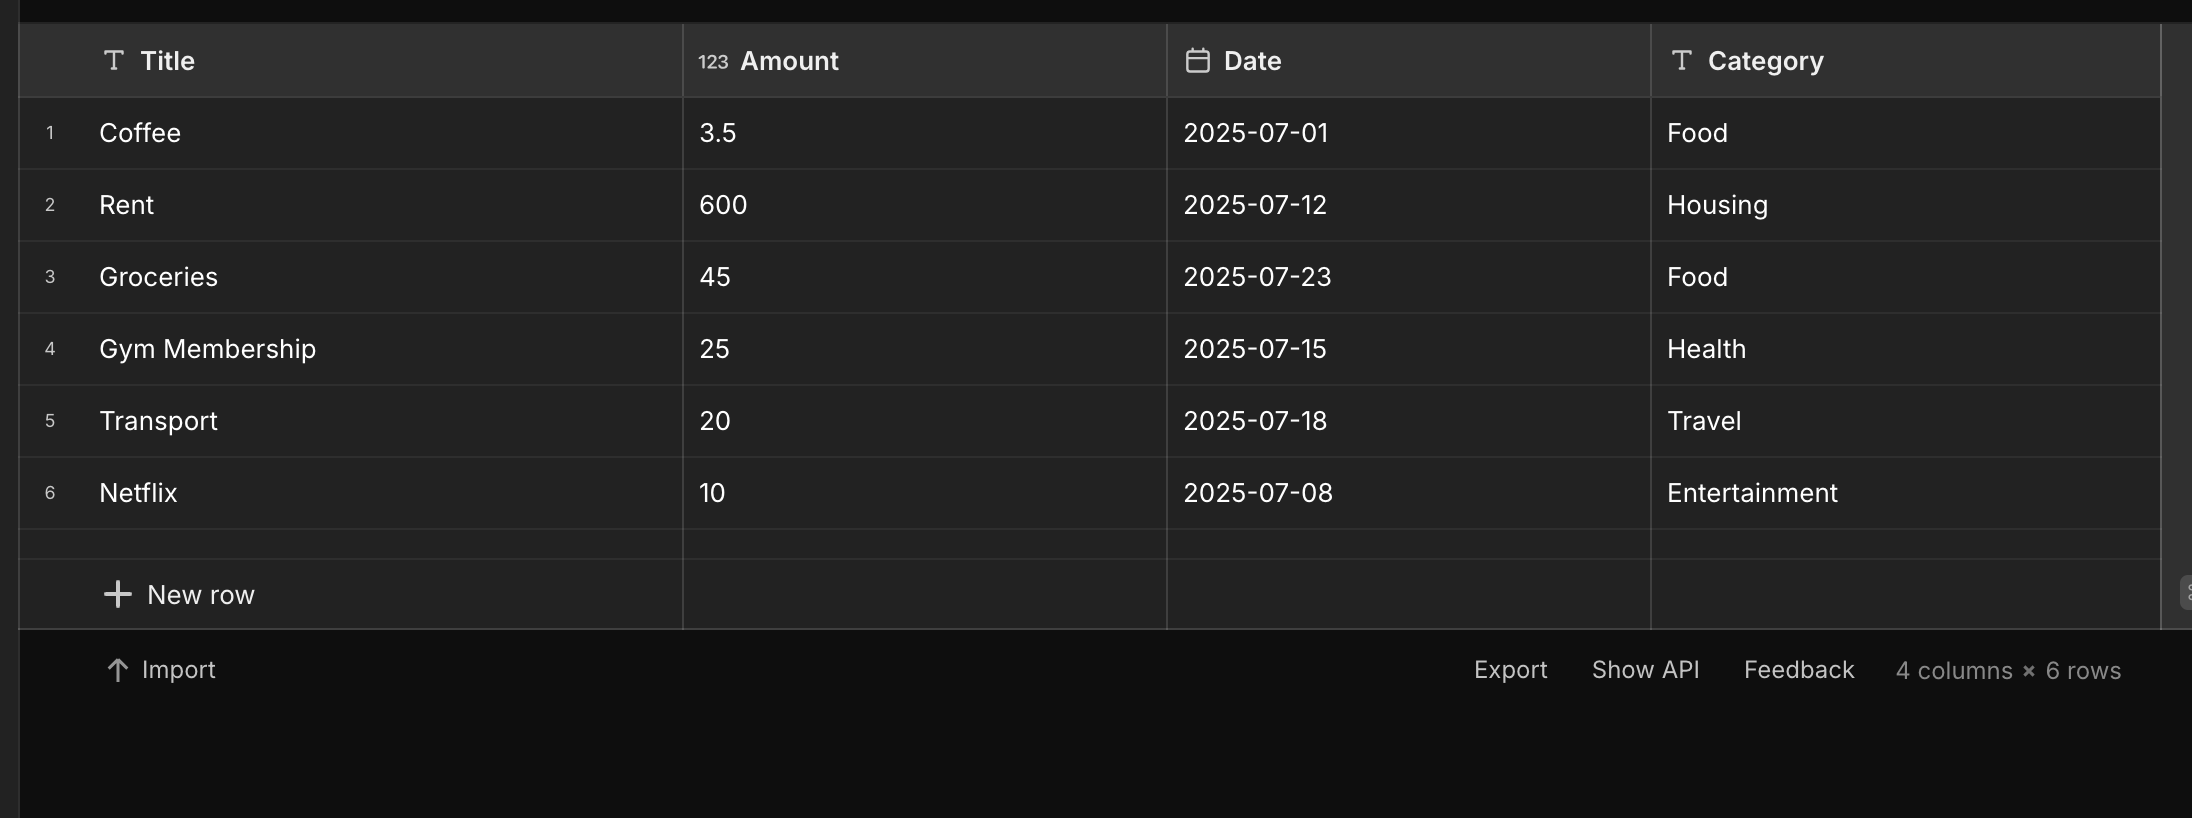 Title 123 Amount Date Category
1 Coffee 3.5 2025-07-01 Food
2 Rent 600 2025-07-12 Housing
3 Groceries 45 2025-07-23 Food
4 Gym Membership 25 2025-07-15 Health
5 Transport 20 2025-07-18 Travel
6 Netflix 10 2025-07-08 Entertainment
New row
Import Export Show API Feedback 4 columns × 6 rows